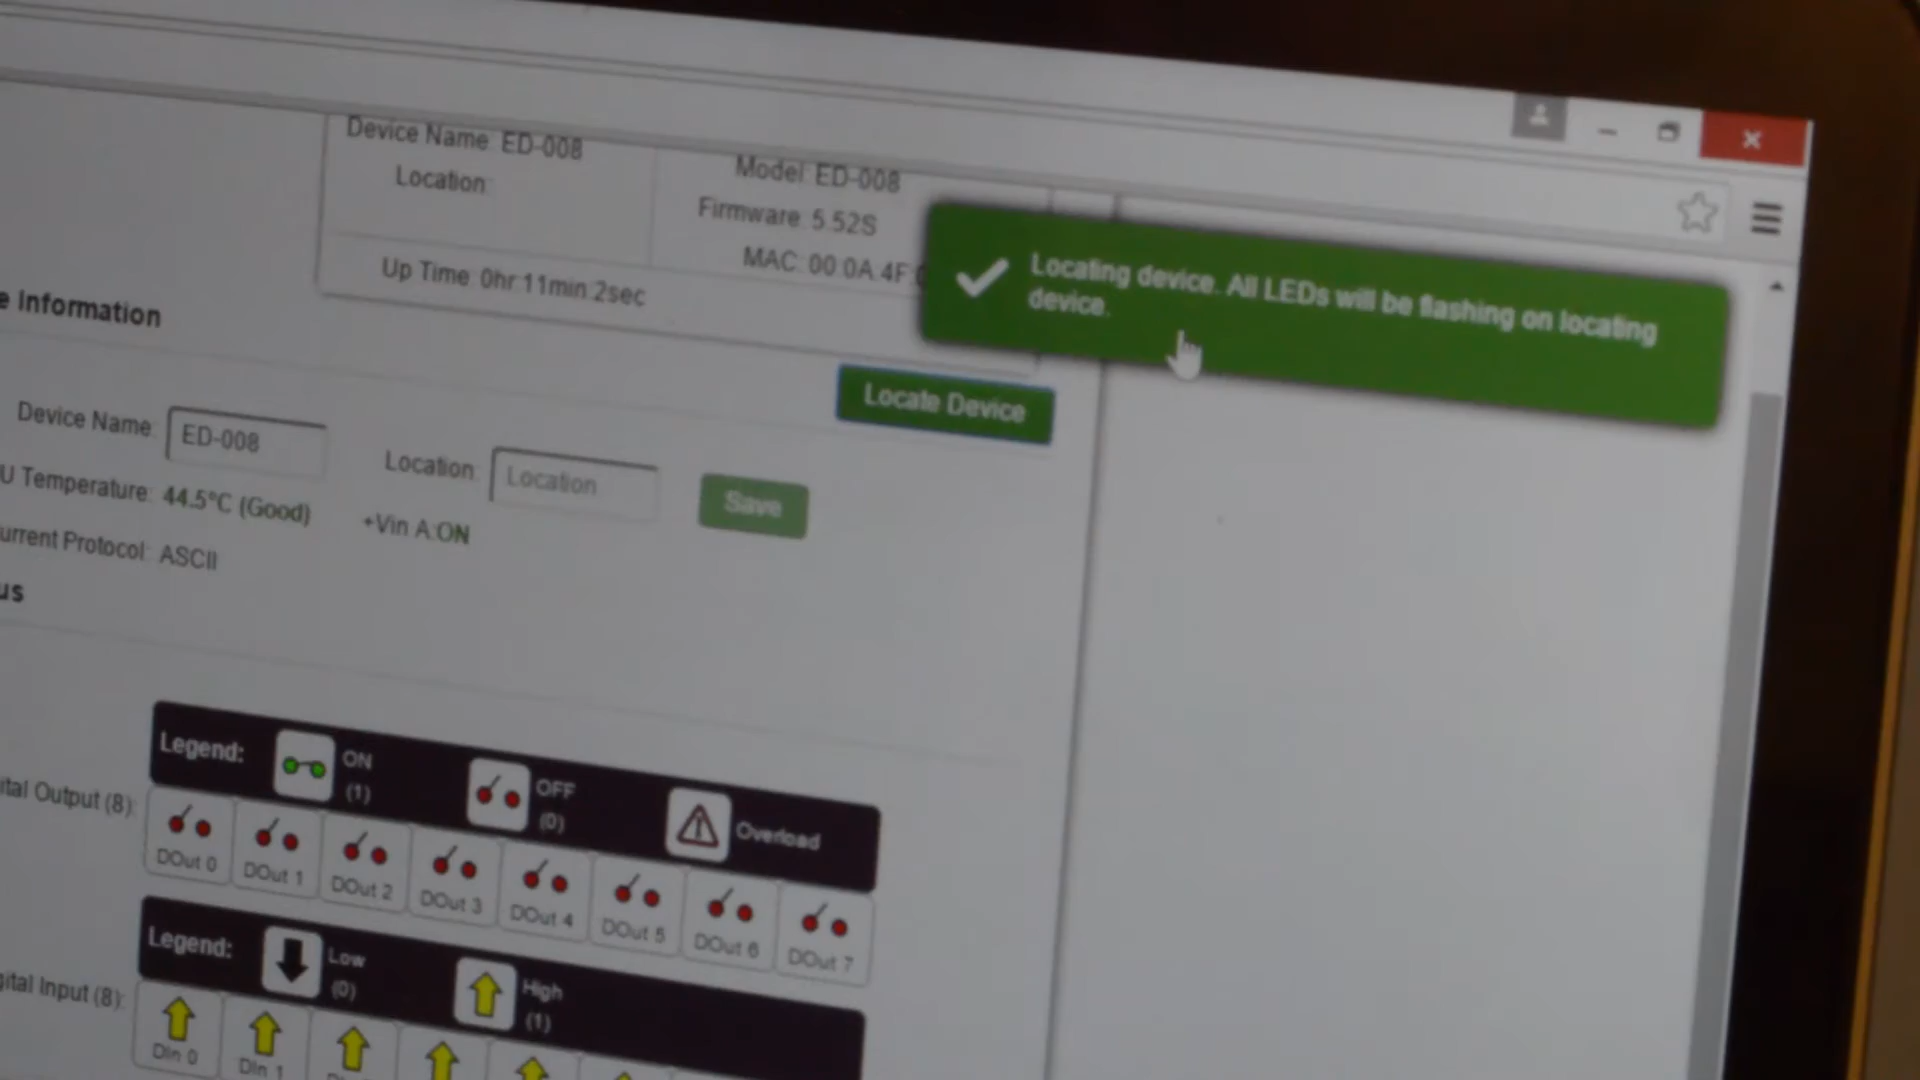 Device Name: ED-008
Location:
Model: ED-008
Firmware: 5.52S
MAC: 00:0A:4F:
Up Time: 0hr:11min:2sec
Locating device. All LEDs will be flashing on locating
device.
e Information
Locate Device
Device Name: ED-008
Location: Location
Save
U Temperature: 44.5°C (Good)
+Vin A:ON
urrent Protocol: ASCII
us
Legend: ON (1) OFF (0) Overload
ital Output (8):
DOut 0 DOut 1 DOut 2 DOut 3 DOut 4 DOut 5 DOut 6 DOut 7
Legend: Low (0) High (1)
gital Input (8):
DIn 0 DIn 1